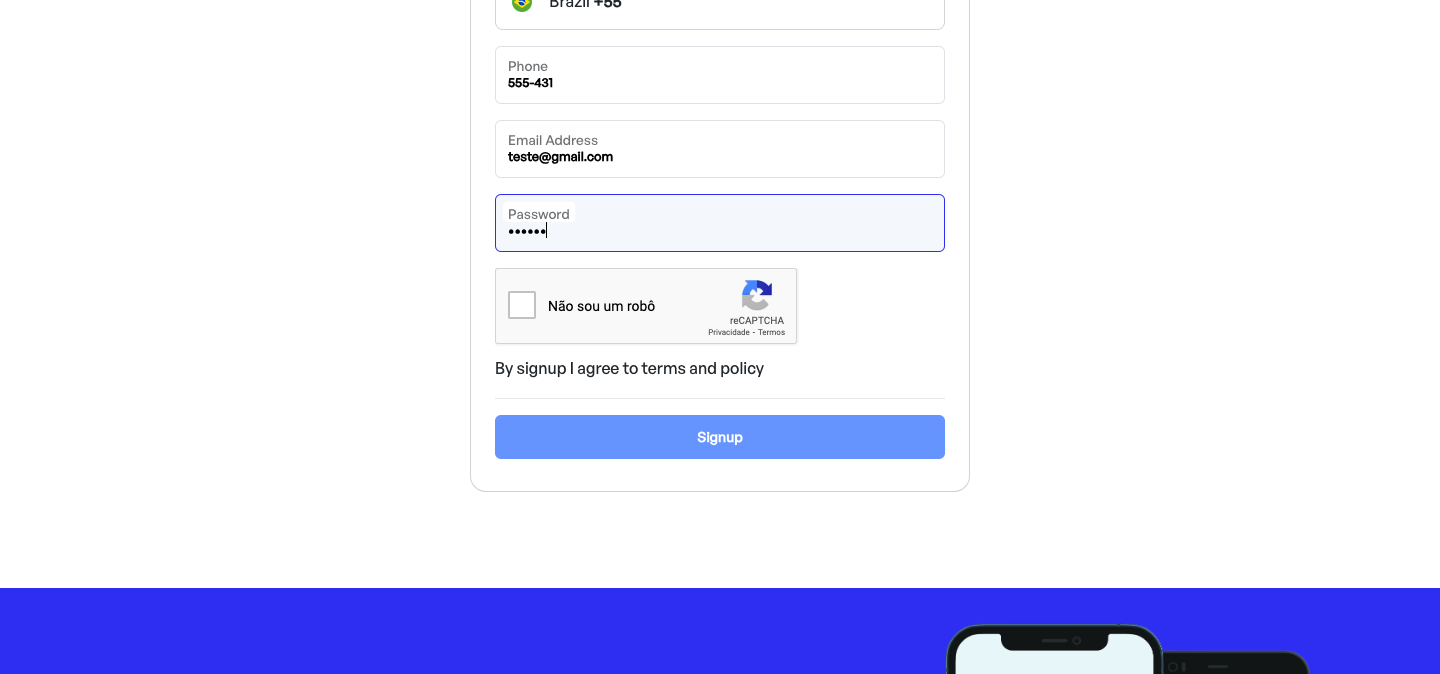 Brazil +55
Phone
555-431
Email Address
teste@gmail.com
Password
••••••
Não sou um robô
reCAPTCHA
Privacidade - Termos
By signup I agree to terms and policy
Signup